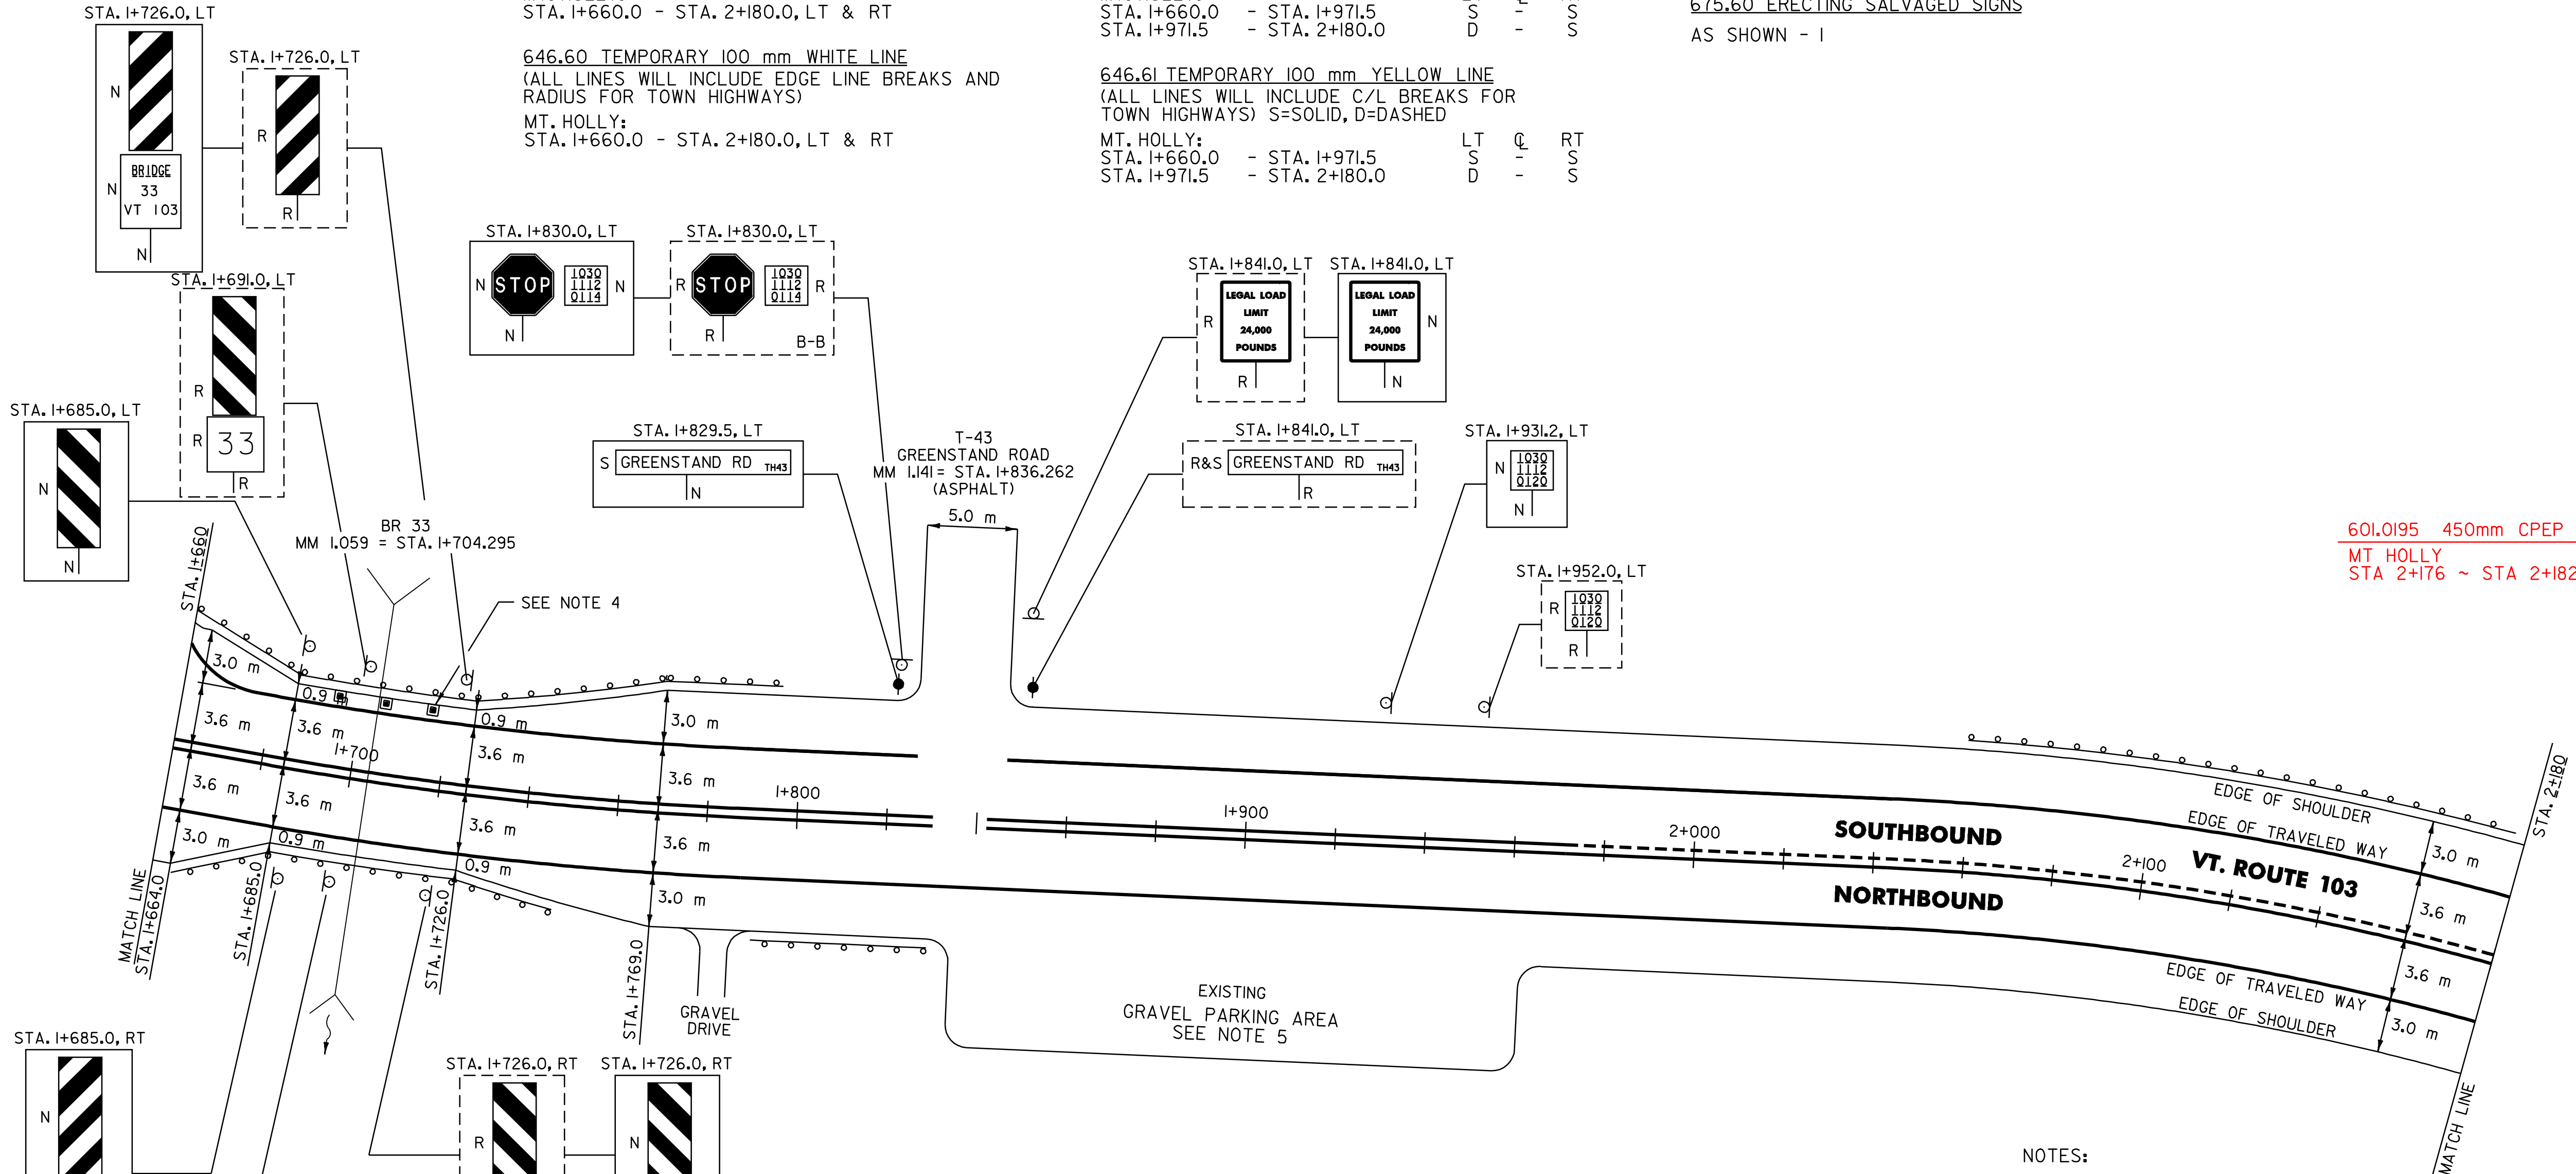 STA. 1+726.0, LT
N
BRIDGE
33
VT 103
N
N
STA. 1+726.0, LT
R
R
STA. 1+660.0 - STA. 2+180.0, LT & RT
646.60 TEMPORARY 100 mm WHITE LINE
(ALL LINES WILL INCLUDE EDGE LINE BREAKS AND
RADIUS FOR TOWN HIGHWAYS)
MT. HOLLY:
STA. 1+660.0 - STA. 2+180.0, LT & RT
STA. 1+660.0 - STA. 1+971.5 S - S
STA. 1+971.5 - STA. 2+180.0 D - S
646.61 TEMPORARY 100 mm YELLOW LINE
(ALL LINES WILL INCLUDE C/L BREAKS FOR
TOWN HIGHWAYS) S=SOLID, D=DASHED
MT. HOLLY: LT ℄ RT
STA. 1+660.0 - STA. 1+971.5 S - S
STA. 1+971.5 - STA. 2+180.0 D - S
675.60 ERECTING SALVAGED SIGNS
AS SHOWN - 1
STA. 1+691.0, LT
R
R
33
R
STA. 1+685.0, LT
N
N
STA. 1+830.0, LT
N STOP
1030
1112
0114
N
N
STA. 1+830.0, LT
R STOP
1030
1112
0114
R
R
B-B
STA. 1+829.5, LT
S GREENSTAND RD TH43
N
T-43
GREENSTAND ROAD
MM 1.141 = STA. 1+836.262
(ASPHALT)
5.0 m
STA. 1+841.0, LT
R
LEGAL LOAD
LIMIT
24,000
POUNDS
R
STA. 1+841.0, LT
LEGAL LOAD
LIMIT
24,000
POUNDS
N
N
STA. 1+841.0, LT
R&S GREENSTAND RD TH43
R
STA. 1+931.2, LT
N
1030
1112
0120
N
STA. 1+952.0, LT
R
1030
1112
0120
R
601.0195 450mm CPEP
MT HOLLY
STA 2+176 ~ STA 2+182
BR 33
MM 1.059 = STA. 1+704.295
SEE NOTE 4
STA. 1+660
3.0 m
0.9
0.9 m
3.0 m
3.6 m
3.6 m
3.6 m
3.6 m
1+700
1+800
1+900
2+000
2+100
3.6 m
3.6 m
3.6 m
3.6 m
3.0 m
0.9 m
0.9 m
3.0 m
SOUTHBOUND
NORTHBOUND
VT. ROUTE 103
EDGE OF SHOULDER
EDGE OF TRAVELED WAY
EDGE OF TRAVELED WAY
EDGE OF SHOULDER
3.0 m
3.6 m
3.6 m
3.0 m
STA. 2+180
MATCH LINE
MATCH LINE
STA. 1+664.0
STA. 1+685.0
STA. 1+726.0
STA. 1+769.0
GRAVEL
DRIVE
EXISTING
GRAVEL PARKING AREA
SEE NOTE 5
STA. 1+685.0, RT
N
STA. 1+726.0, RT
R
STA. 1+726.0, RT
N
NOTES: